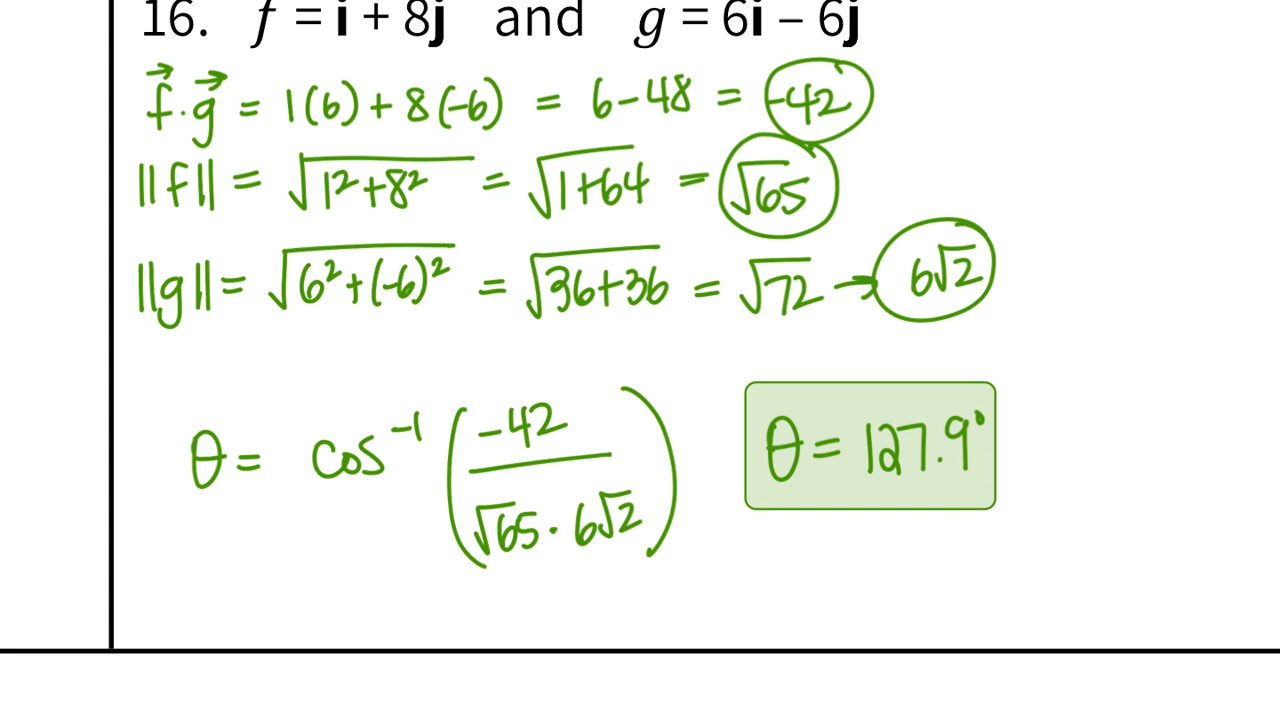 16. f = i + 8j and g = 6i – 6j
f⃗·g⃗ = 1(6) + 8(-6) = 6-48 = -42
||f|| = √(1²+8²) = √(1+64) = √65
||g|| = √(6²+(-6)²) = √(36+36) = √72 → 6√2
θ = cos⁻¹(-42/(√65 · 6√2)) θ = 127.9°